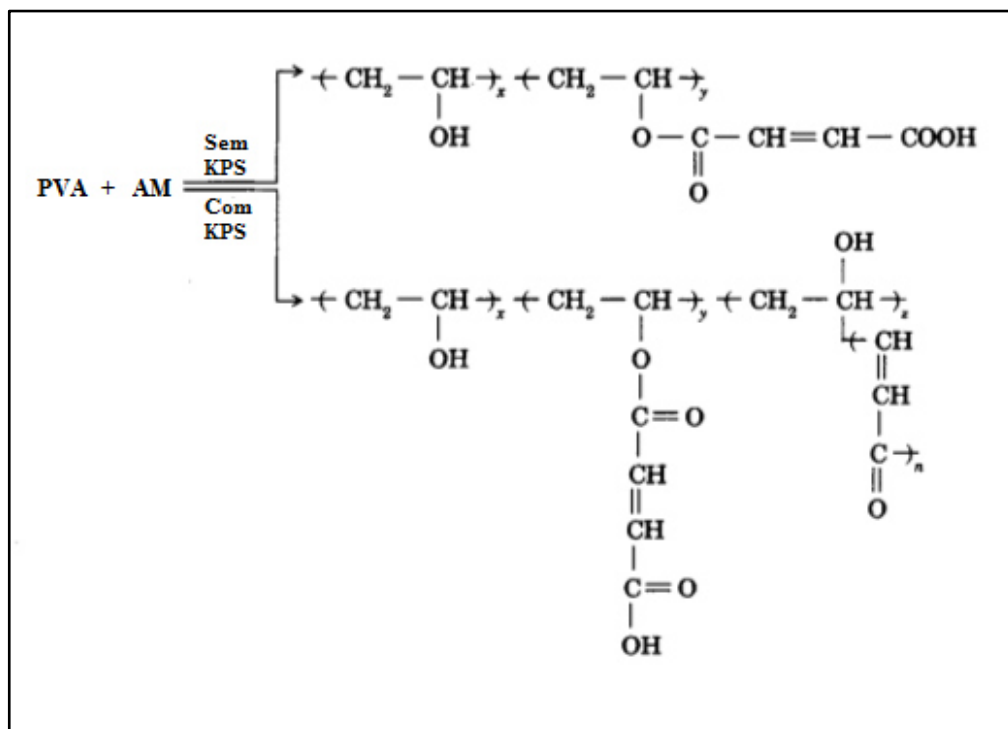 (CH₂—CH)ₓ(CH₂—CH)ᵧ
OH
O—C—CH=CH—COOH
O
Sem
KPS
PVA + AM
Com
KPS
OH
(CH₂—CH)ₓ(CH₂—CH)ᵧ(CH₂—CH)z
OH
O
(CH
CH
C=O
C)ₙ
O
CH
CH
C=O
OH